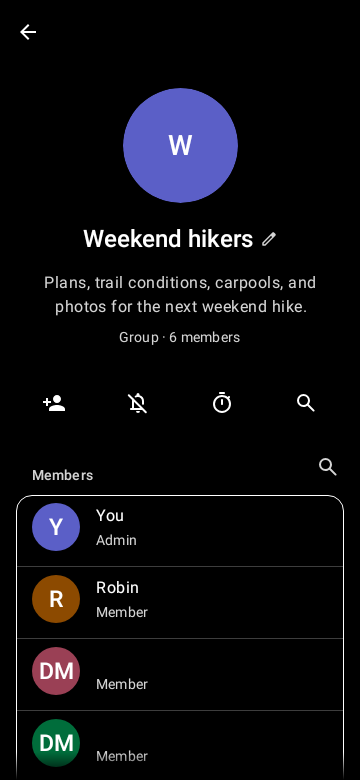 W
Weekend hikers
Plans, trail conditions, carpools, and
photos for the next weekend hike.
Group · 6 members
Members
Y
You
Admin
R
Robin
Member
DM
Member
DM
Member